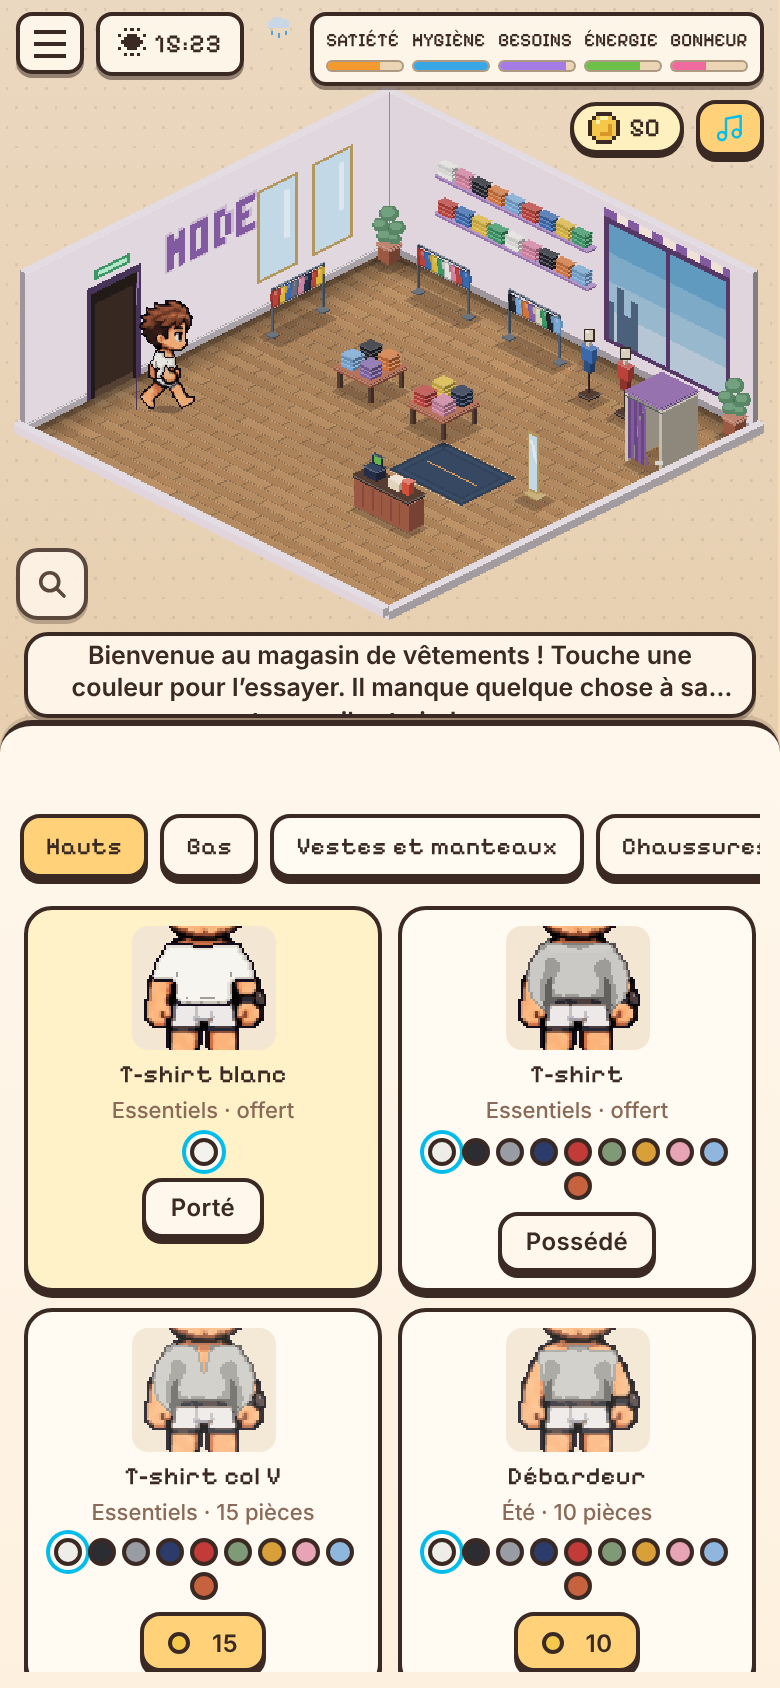 18:23
SATIÉTÉ HYGIÈNE BESOINS ÉNERGIE BONHEUR
80
MODE
Bienvenue au magasin de vêtements ! Touche une
couleur pour l’essayer. Il manque quelque chose à sa…
Hauts Bas Vestes et manteaux Chaussures
T-shirt blanc
Essentiels · offert
Porté
T-shirt
Essentiels · offert
Possédé
T-shirt col V
Essentiels · 15 pièces
15
Débardeur
Été · 10 pièces
10